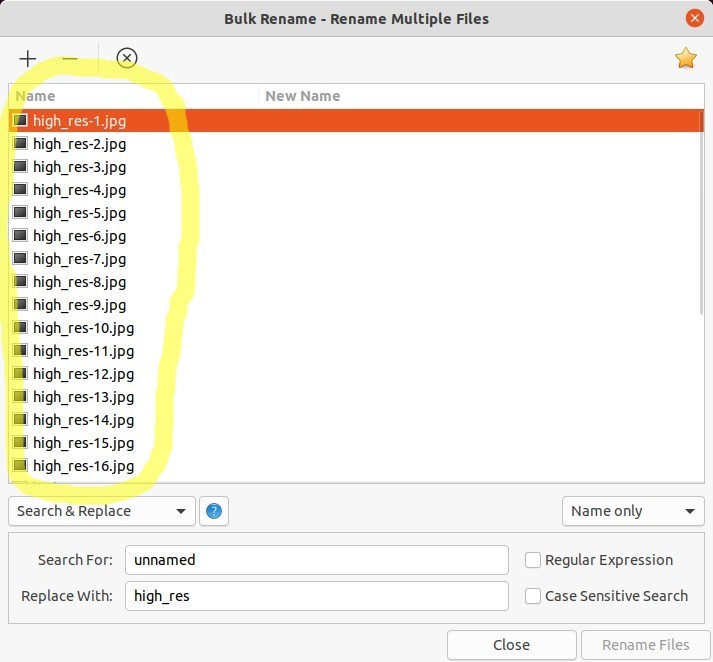 Bulk Rename - Rename Multiple Files
Name New Name
high_res-1.jpg
high_res-2.jpg
high_res-3.jpg
high_res-4.jpg
high_res-5.jpg
high_res-6.jpg
high_res-7.jpg
high_res-8.jpg
high_res-9.jpg
high_res-10.jpg
high_res-11.jpg
high_res-12.jpg
high_res-13.jpg
high_res-14.jpg
high_res-15.jpg
high_res-16.jpg
Search & Replace ? Name only
Search For: unnamed Regular Expression
Replace With: high_res Case Sensitive Search
Close Rename Files